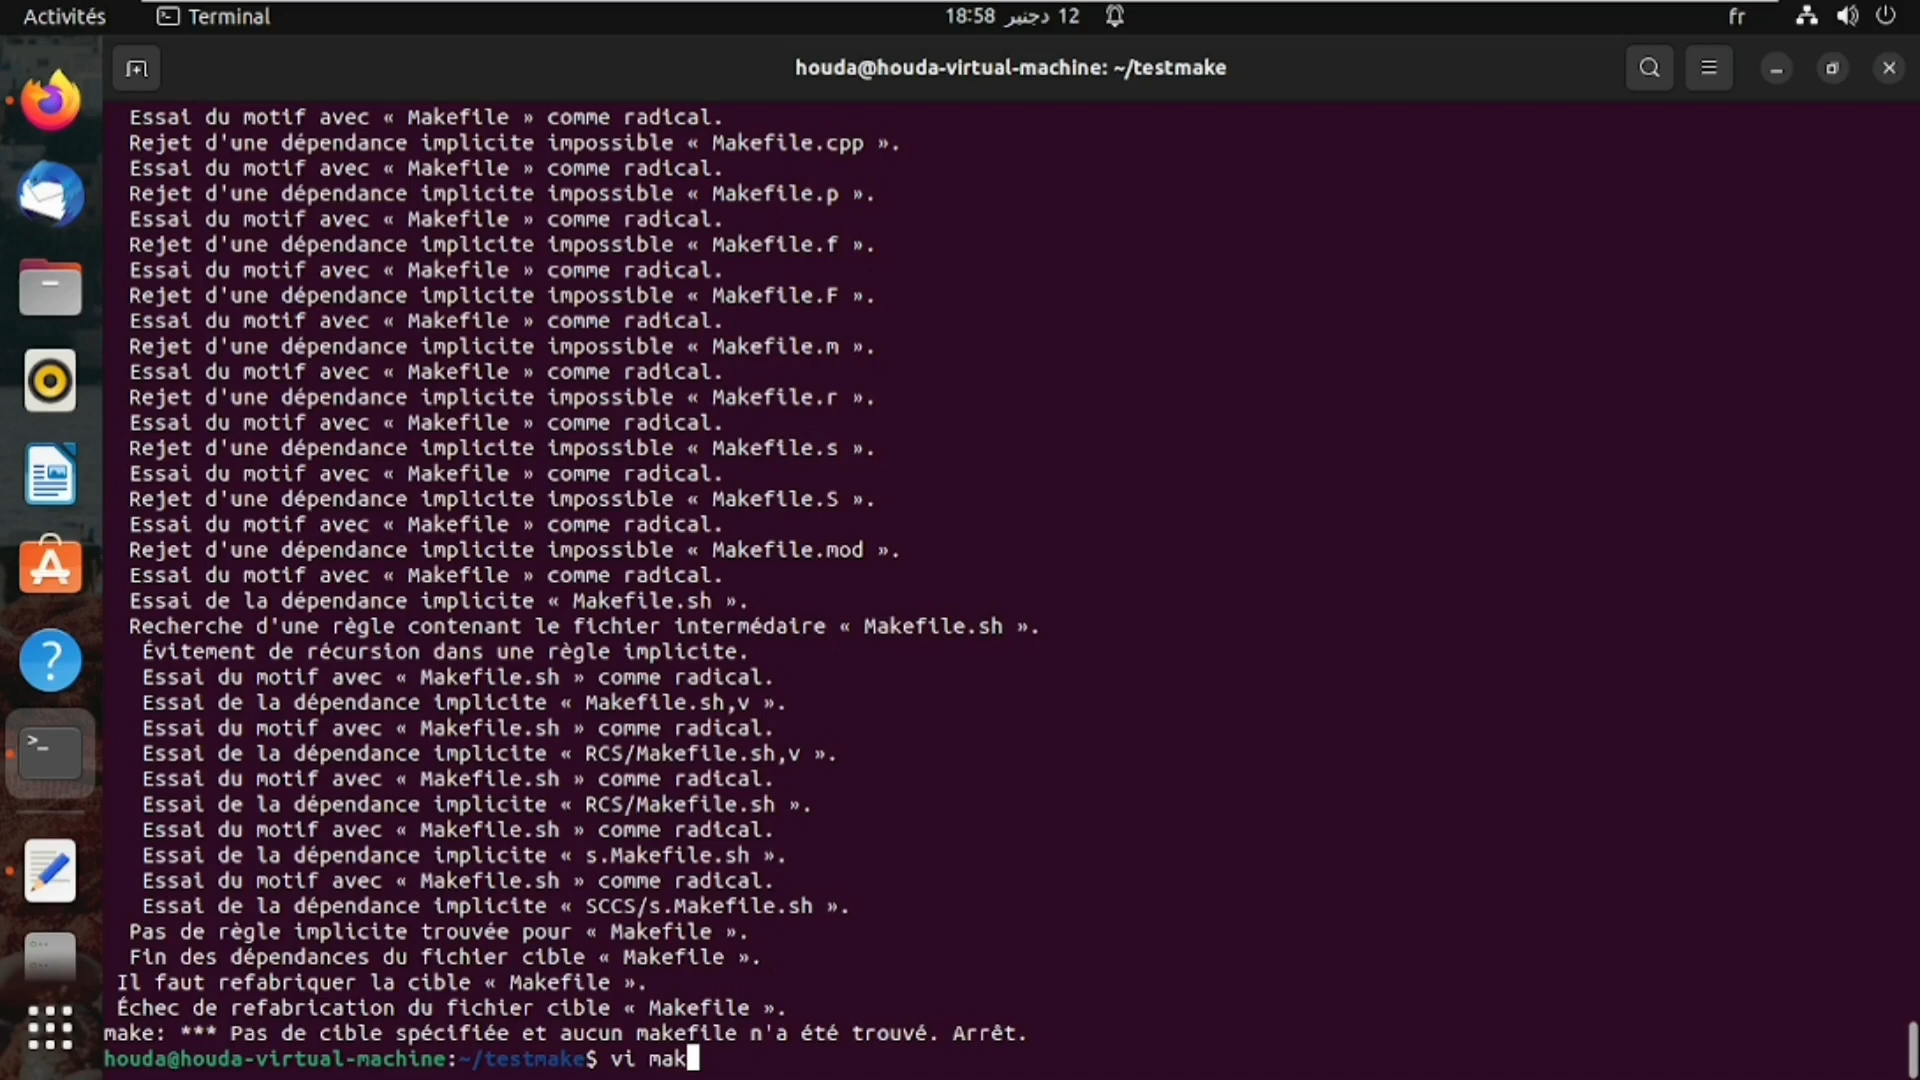 Activités Terminal 18:58 دجنبر 12 fr
houda@houda-virtual-machine: ~/testmake
Essai du motif avec « Makefile » comme radical.
Rejet d'une dépendance implicite impossible « Makefile.cpp ».
Essai du motif avec « Makefile » comme radical.
Rejet d'une dépendance implicite impossible « Makefile.p ».
Essai du motif avec « Makefile » comme radical.
Rejet d'une dépendance implicite impossible « Makefile.f ».
Essai du motif avec « Makefile » comme radical.
Rejet d'une dépendance implicite impossible « Makefile.F ».
Essai du motif avec « Makefile » comme radical.
Rejet d'une dépendance implicite impossible « Makefile.m ».
Essai du motif avec « Makefile » comme radical.
Rejet d'une dépendance implicite impossible « Makefile.r ».
Essai du motif avec « Makefile » comme radical.
Rejet d'une dépendance implicite impossible « Makefile.s ».
Essai du motif avec « Makefile » comme radical.
Rejet d'une dépendance implicite impossible « Makefile.S ».
Essai du motif avec « Makefile » comme radical.
Rejet d'une dépendance implicite impossible « Makefile.mod ».
Essai du motif avec « Makefile » comme radical.
Essai de la dépendance implicite « Makefile.sh ».
Recherche d'une règle contenant le fichier intermédaire « Makefile.sh ».
Évitement de récursion dans une règle implicite.
Essai du motif avec « Makefile.sh » comme radical.
Essai de la dépendance implicite « Makefile.sh,v ».
Essai du motif avec « Makefile.sh » comme radical.
Essai de la dépendance implicite « RCS/Makefile.sh,v ».
Essai du motif avec « Makefile.sh » comme radical.
Essai de la dépendance implicite « RCS/Makefile.sh ».
Essai du motif avec « Makefile.sh » comme radical.
Essai de la dépendance implicite « s.Makefile.sh ».
Essai du motif avec « Makefile.sh » comme radical.
Essai de la dépendance implicite « SCCS/s.Makefile.sh ».
Pas de règle implicite trouvée pour « Makefile ».
Fin des dépendances du fichier cible « Makefile ».
Il faut refabriquer la cible « Makefile ».
Échec de refabrication du fichier cible « Makefile ».
make: *** Pas de cible spécifiée et aucun makefile n'a été trouvé. Arrêt.
houda@houda-virtual-machine:~/testmake$ vi mak